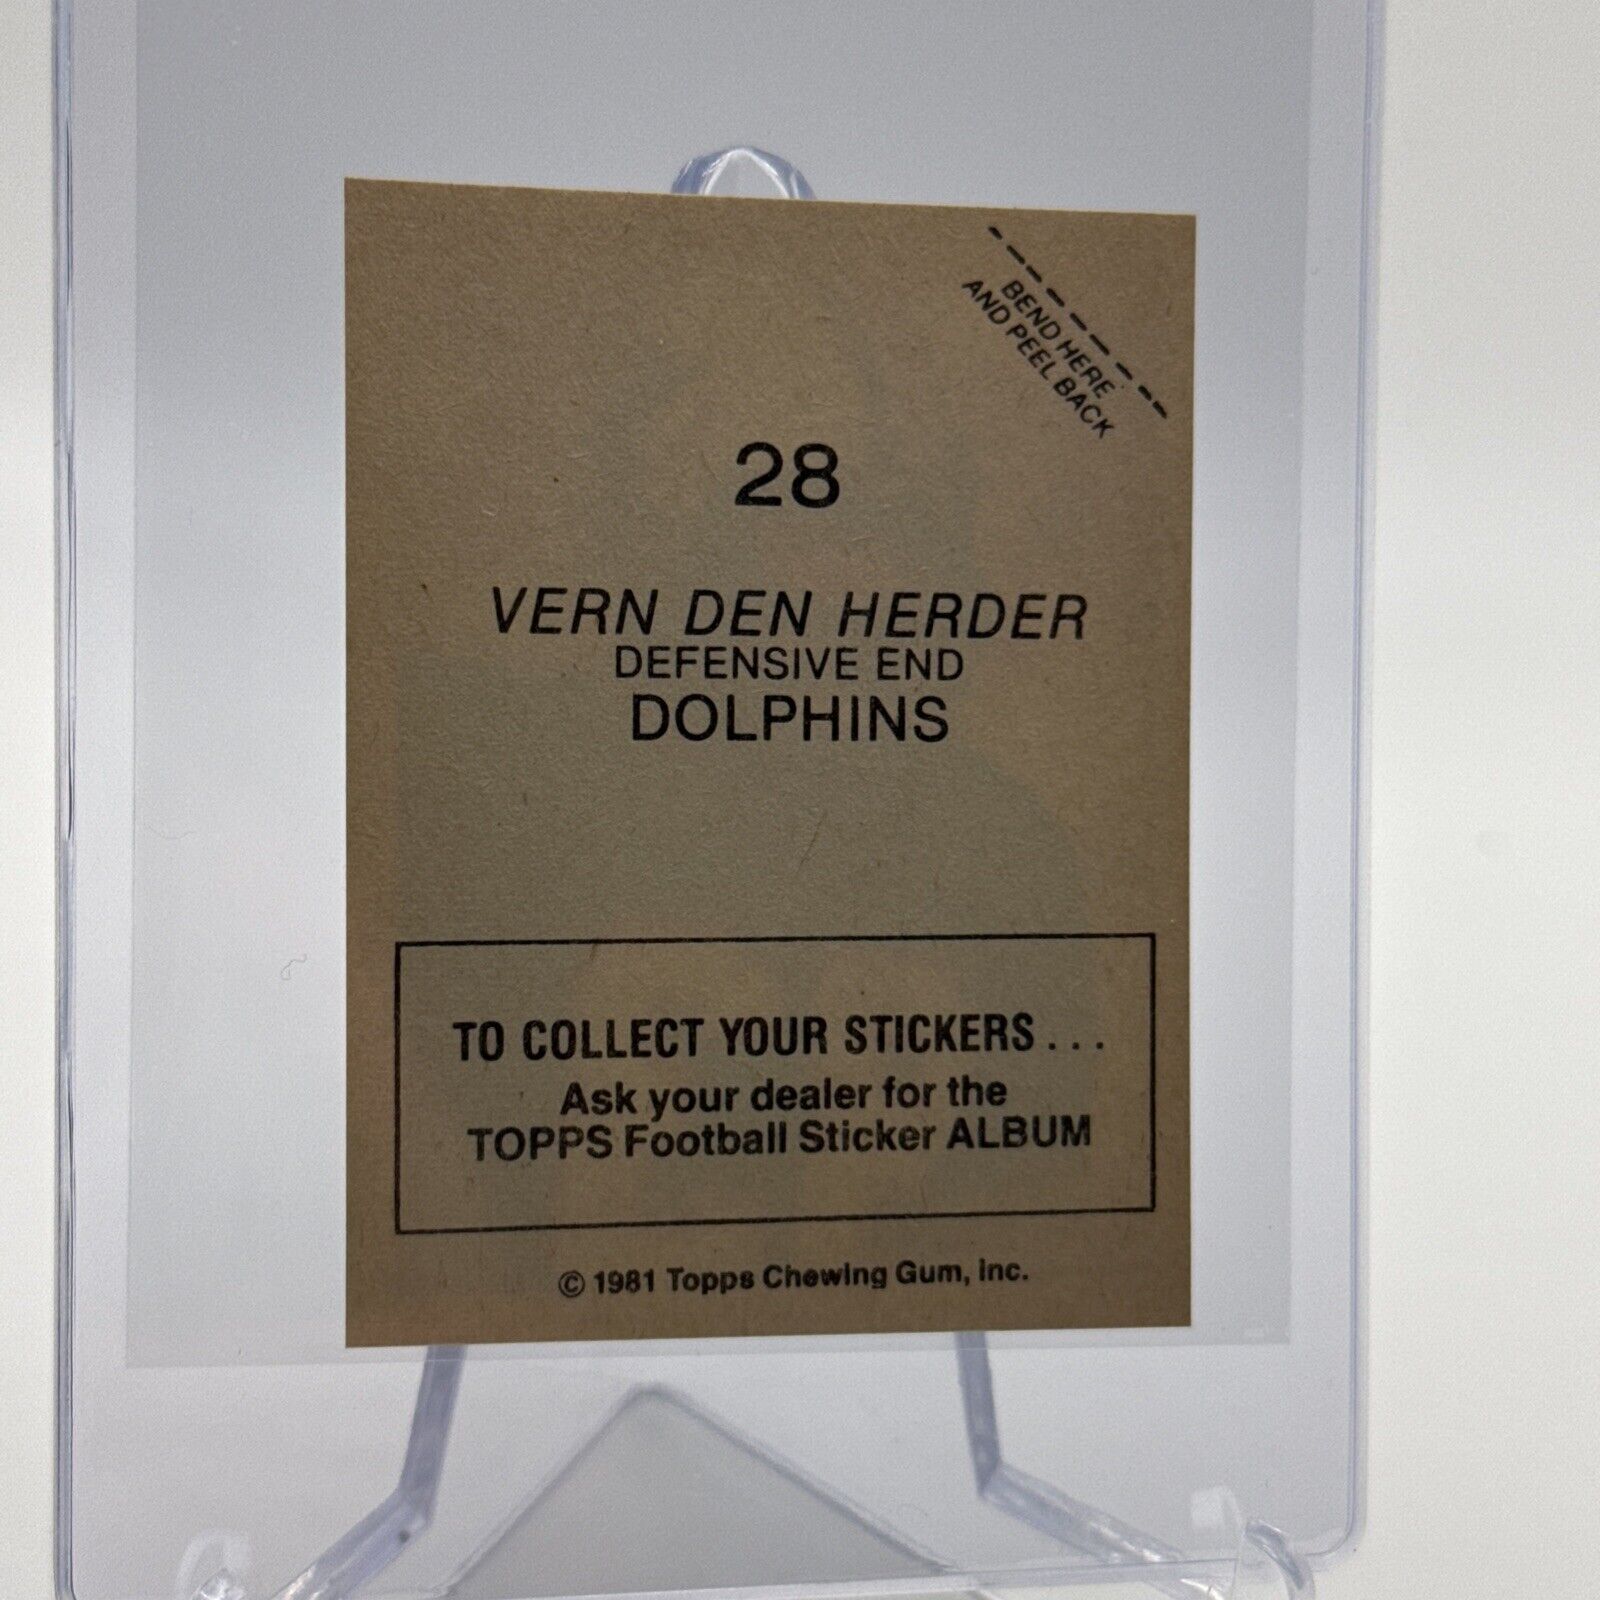 BEND HERE
AND PEEL BACK
28
VERN DEN HERDER
DEFENSIVE END
DOLPHINS
TO COLLECT YOUR STICKERS...
Ask your dealer for the
TOPPS Football Sticker ALBUM
© 1981 Topps Chewing Gum, Inc.